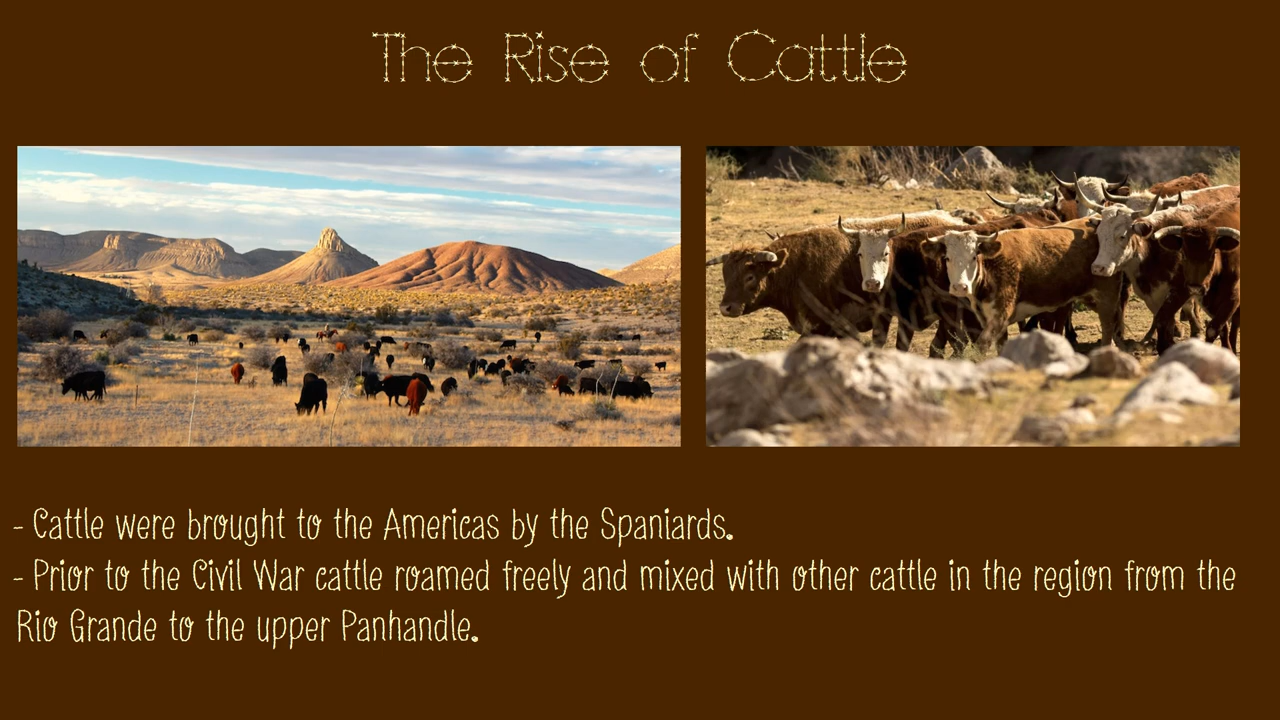 The Rise of Cattle
- Cattle were brought to the Americas by the Spaniards.
- Prior to the Civil War cattle roamed freely and mixed with other cattle in the region from the
Rio Grande to the upper Panhandle.